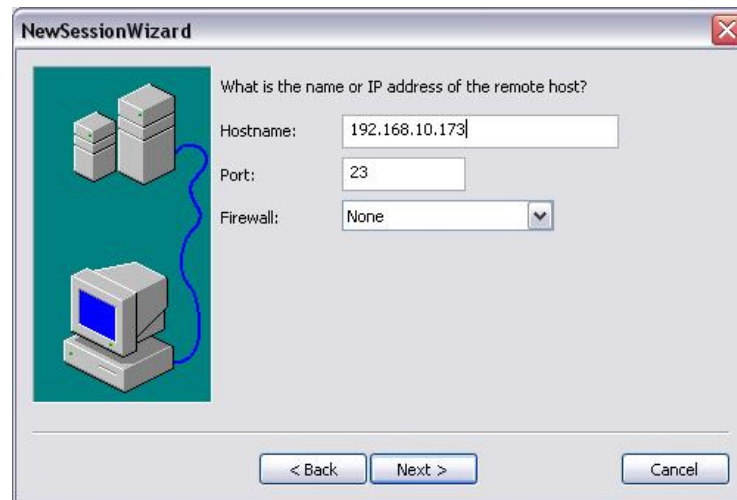 NewSessionWizard
What is the name or IP address of the remote host?
Hostname: 192.168.10.173
Port: 23
Firewall: None
< Back Next > Cancel